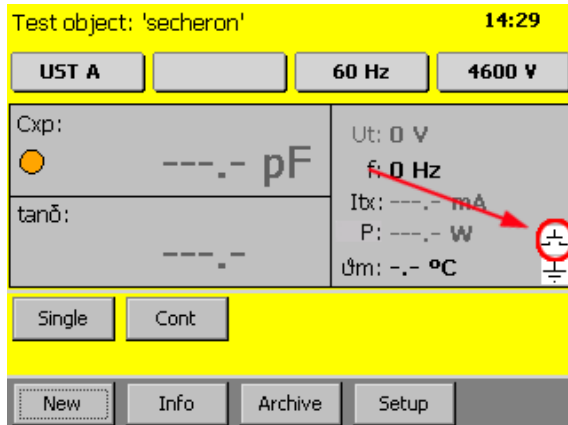 Test object: 'secheron' 14:29
UST A 60 Hz 4600 V
Cxp:
---.- pF
tanδ:
---.-
Ut: 0 V
f: 0 Hz
Itx: ---.- mA
P: ---.- W
ϑm: -.- ºC
Single Cont
New Info Archive Setup